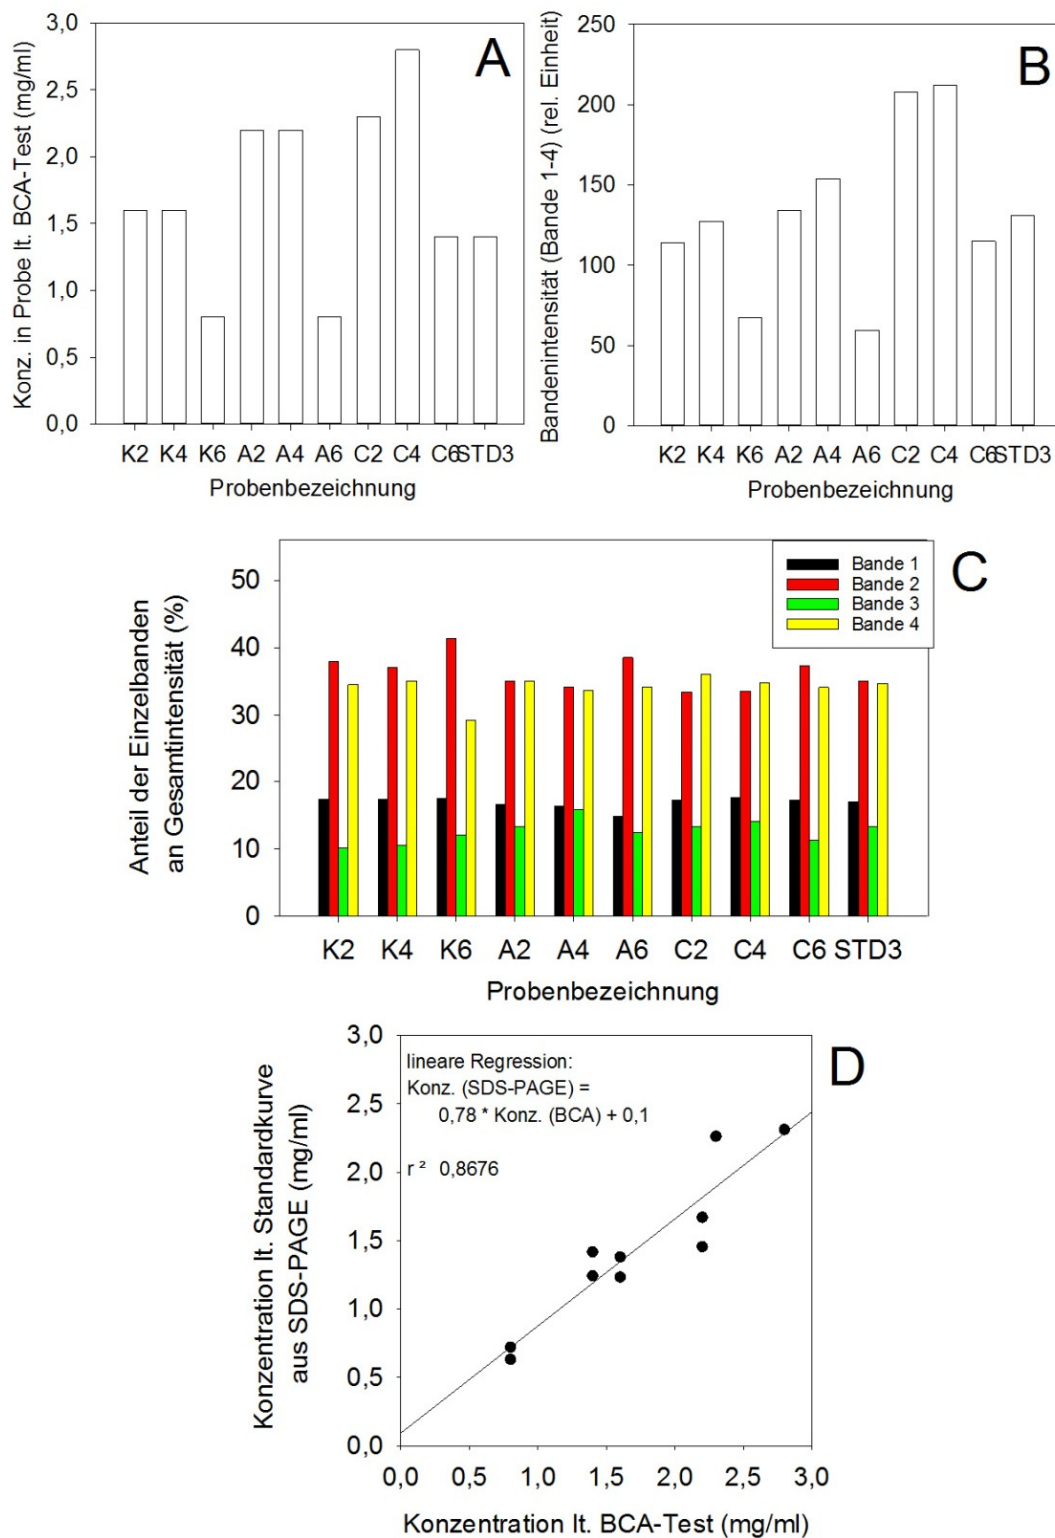 A
Konz. in Probe lt. BCA-Test (mg/ml)
3,0
2,5
2,0
1,5
1,0
0,5
0,0
K2 K4 K6 A2 A4 A6 C2 C4 C6 STD3
Probenbezeichnung
B
Bandenintensität (Bande 1-4) (rel. Einheit)
250
200
150
100
50
0
K2 K4 K6 A2 A4 A6 C2 C4 C6 STD3
Probenbezeichnung
C
Anteil der Einzelbanden
an Gesamtintensität (%)
50
40
30
20
10
0
Bande 1
Bande 2
Bande 3
Bande 4
K2 K4 K6 A2 A4 A6 C2 C4 C6 STD3
Probenbezeichnung
D
Konzentration lt. Standardkurve
aus SDS-PAGE (mg/ml)
3,0
2,5
2,0
1,5
1,0
0,5
0,0
lineare Regression:
Konz. (SDS-PAGE) =
0,78 * Konz. (BCA) + 0,1
r ² 0,8676
0,0 0,5 1,0 1,5 2,0 2,5 3,0
Konzentration lt. BCA-Test (mg/ml)